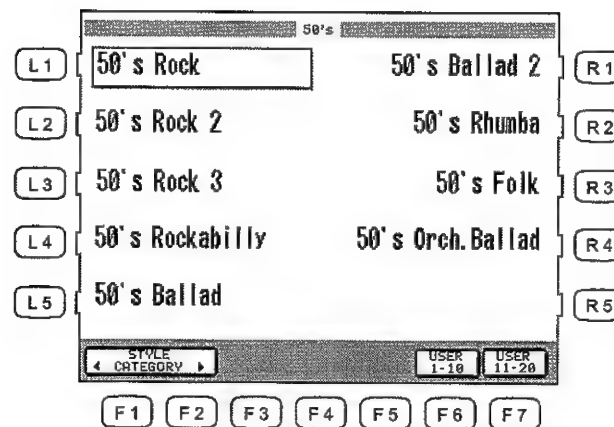 50's
L1 50's Rock 50's Ballad 2 R1
L2 50's Rock 2 50's Rhumba R2
L3 50's Rock 3 50's Folk R3
L4 50's Rockabilly 50's Orch.Ballad R4
L5 50's Ballad R5
STYLE CATEGORY USER 1-10 USER 11-20
F1 F2 F3 F4 F5 F6 F7